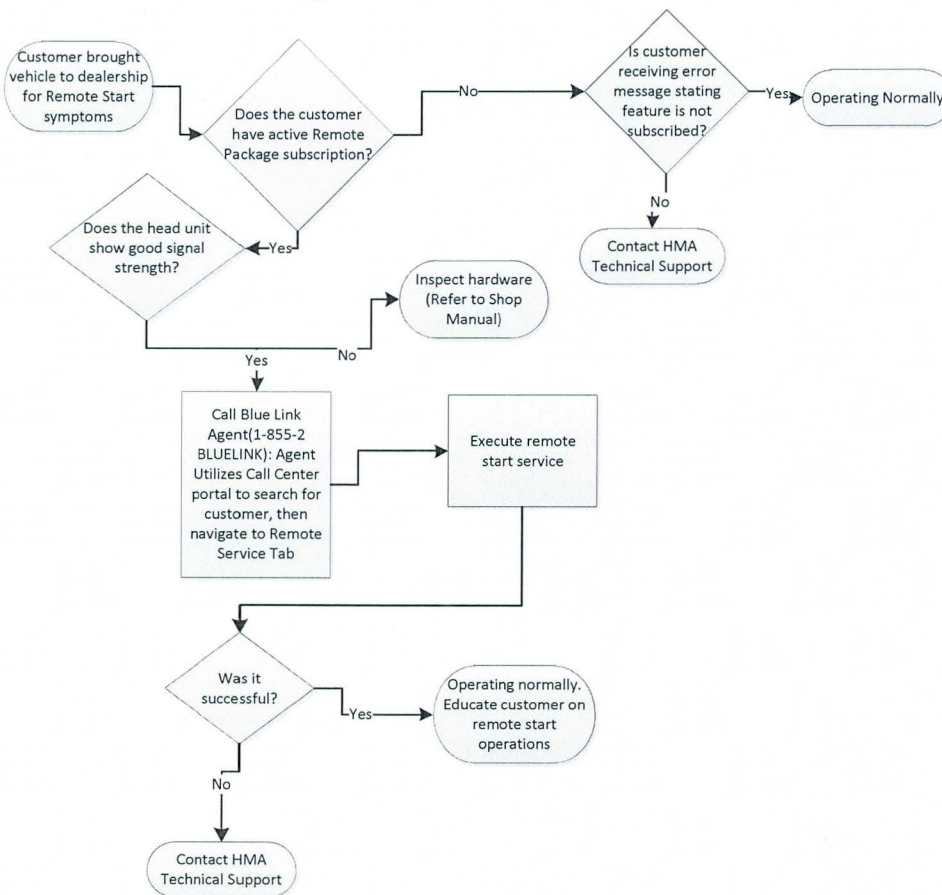 Customer brought
vehicle to dealership
for Remote Start
symptoms
Does the customer
have active Remote
Package subscription?
No
Is customer
receiving error
message stating
feature is not
subscribed?
Yes
Operating Normally
No
Contact HMA
Technical Support
Yes
Does the head unit
show good signal
strength?
Inspect hardware
(Refer to Shop
Manual)
No
Yes
Call Blue Link
Agent(1-855-2
BLUELINK): Agent
Utilizes Call Center
portal to search for
customer, then
navigate to Remote
Service Tab
Execute remote
start service
Was it
successful?
Yes
Operating normally.
Educate customer on
remote start
operations
No
Contact HMA
Technical Support